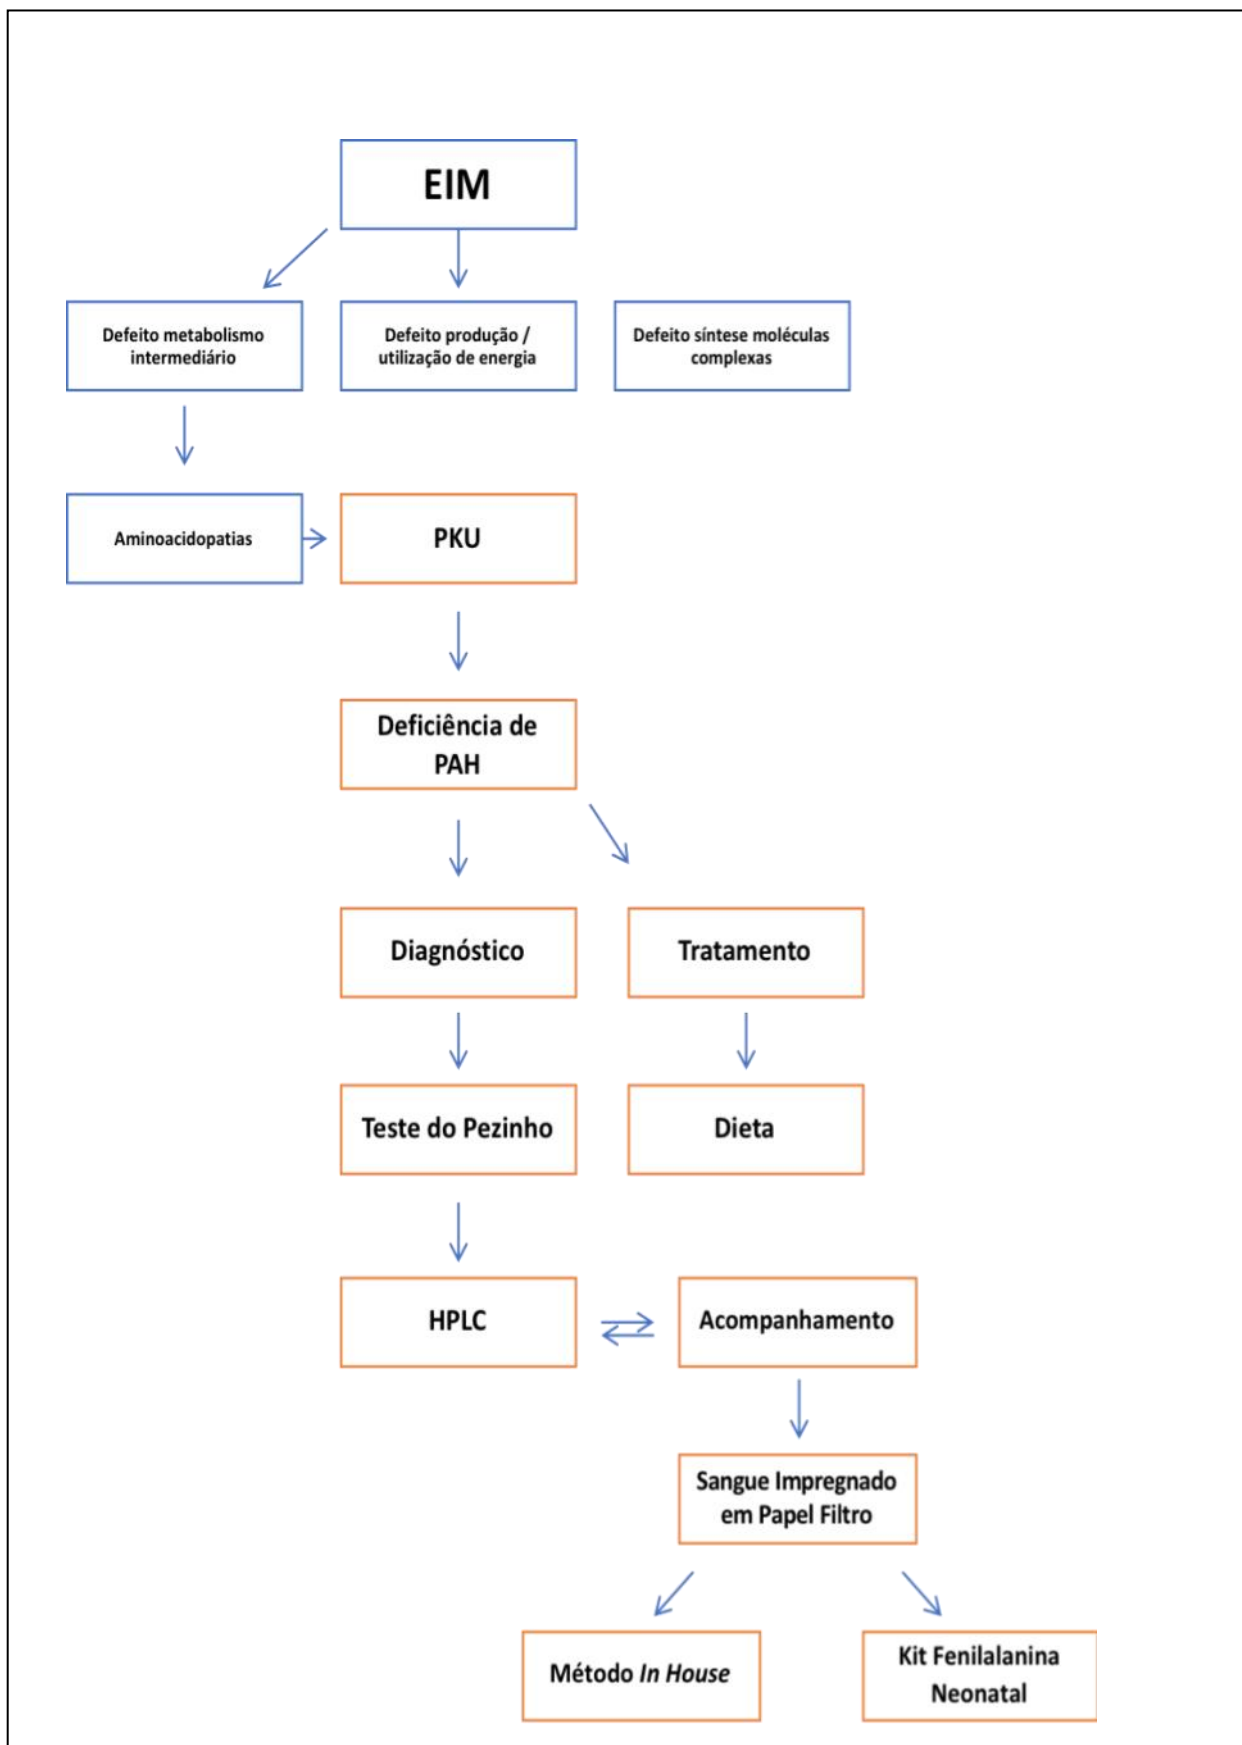 EIM
Defeito metabolismo
intermediário
Defeito produção /
utilização de energia
Defeito síntese moléculas
complexas
Aminoacidopatias
PKU
Deficiência de
PAH
Diagnóstico
Tratamento
Teste do Pezinho
Dieta
HPLC
Acompanhamento
Sangue Impregnado
em Papel Filtro
Método In House
Kit Fenilalanina
Neonatal